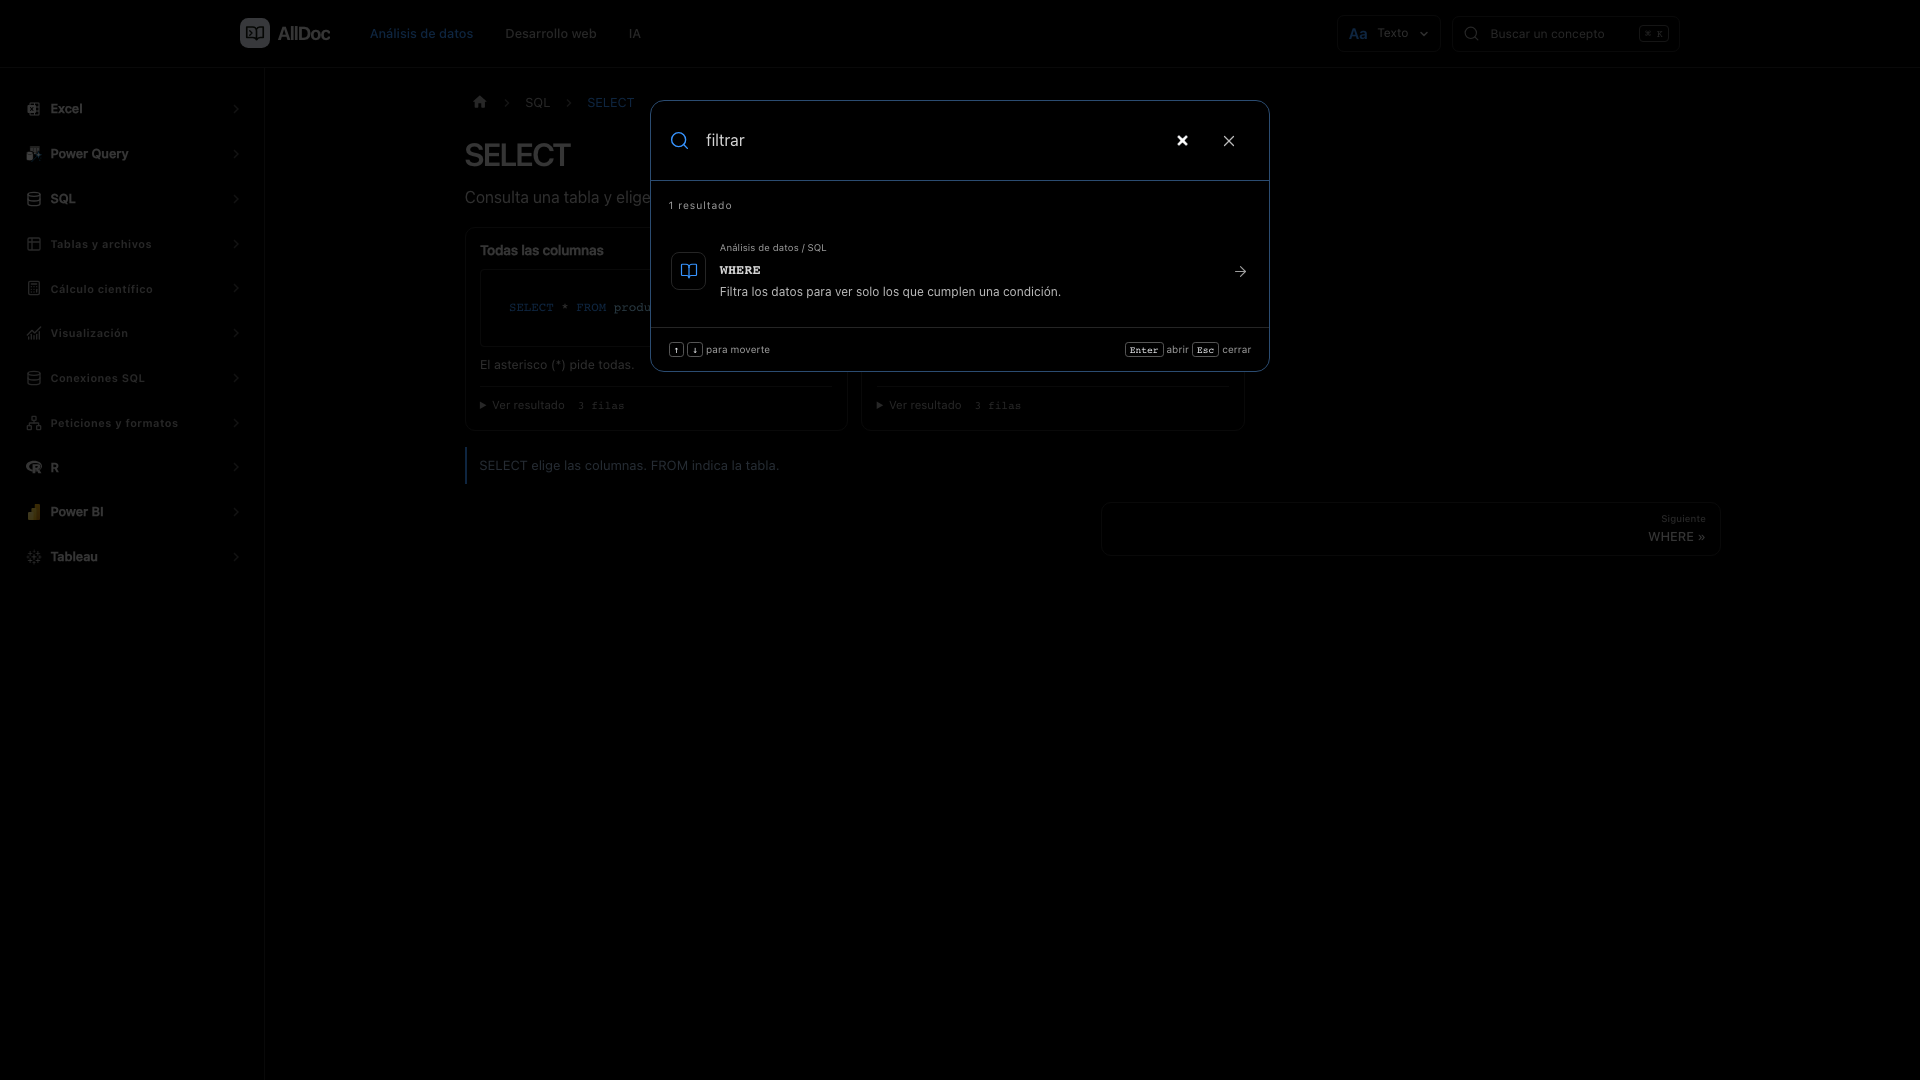 AllDoc
Análisis de datos
Desarrollo web
IA
Aa Texto
Buscar un concepto
⌘ K
Excel
Power Query
SQL
Tablas y archivos
Cálculo científico
Visualización
Conexiones SQL
Peticiones y formatos
R
Power BI
Tableau
SQL
SELECT
SELECT
Consulta una tabla y elige
Todas las columnas
SELECT * FROM produ
El asterisco (*) pide todas.
Ver resultado 3 filas
Ver resultado 3 filas
SELECT elige las columnas. FROM indica la tabla.
Siguiente
WHERE »
filtrar
1 resultado
Análisis de datos / SQL
WHERE
Filtra los datos para ver solo los que cumplen una condición.
↑ ↓ para moverte
Enter abrir Esc cerrar